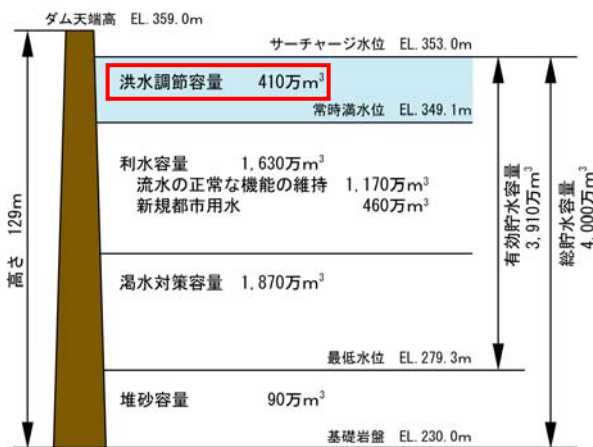 ダム天端高 EL.359.0m
サーチャージ水位 EL.353.0m
洪水調節容量 410万m³
常時満水位 EL.349.1m
利水容量 1,630万m³
流水の正常な機能の維持 1,170万m³
新規都市用水 460万m³
渇水対策容量 1,870万m³
最低水位 EL.279.3m
堆砂容量 90万m³
基礎岩盤 EL.230.0m
高さ 129m
有効貯水容量
3,910万m³
総貯水容量
4,000万m³